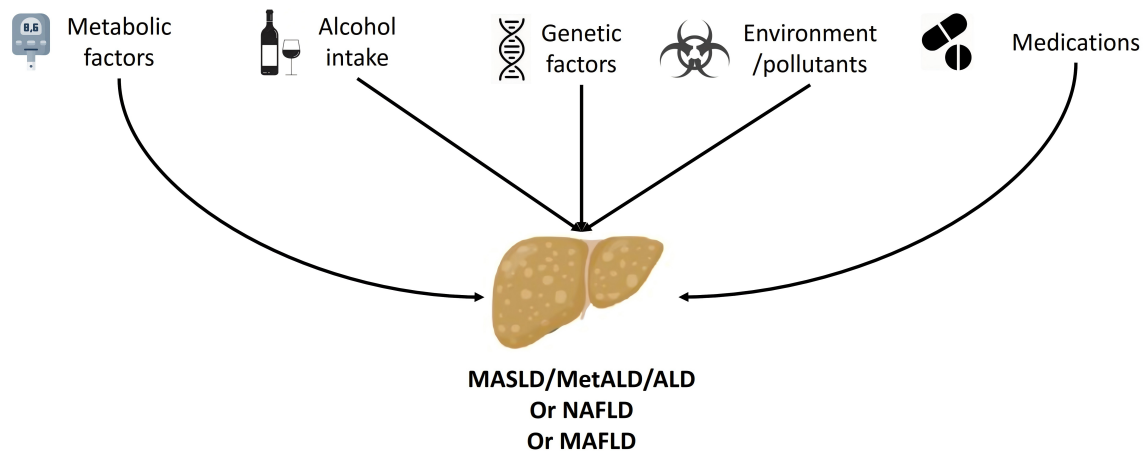 8,6
Metabolic
factors
Alcohol
intake
Genetic
factors
Environment
/pollutants
Medications
MASLD/MetALD/ALD
Or NAFLD
Or MAFLD